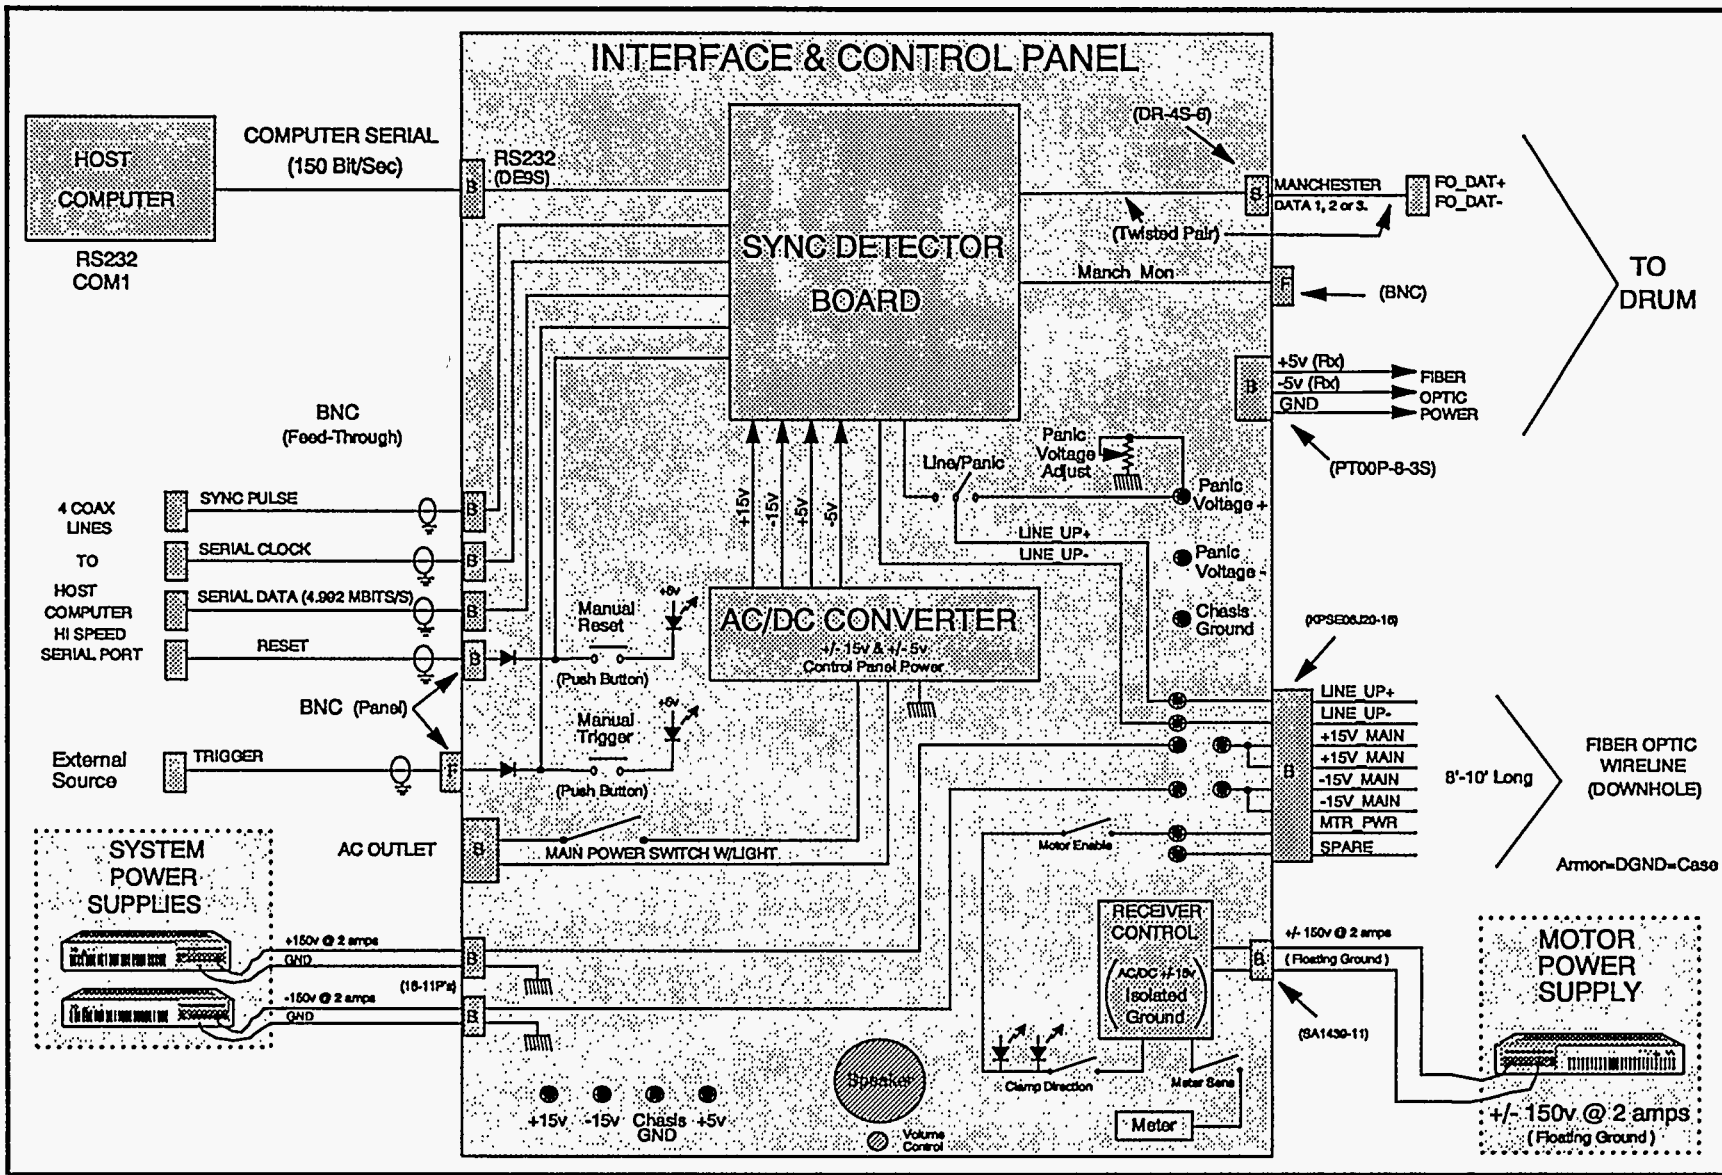 INTERFACE & CONTROL PANEL
HOST
COMPUTER
RS232
COM1
COMPUTER SERIAL
(150 Bit/Sec)
B
RS232
(DE9S)
SYNC DETECTOR
BOARD
(DR-4S-6)
S
MANCHESTER
DATA 1, 2 or 3.
FO_DAT+
FO_DAT-
(Twisted Pair)
Manch_Mon
F
(BNC)
TO
DRUM
B
+5v (Rx)
-5v (Rx)
GND
FIBER
OPTIC
POWER
(PT00P-8-3S)
BNC
(Feed-Through)
4 COAX
LINES
TO
HOST
COMPUTER
HI SPEED
SERIAL PORT
SYNC PULSE
B
SERIAL CLOCK
B
SERIAL DATA (4.992 MBITS/S)
B
RESET
B
BNC (Panel)
External
Source
TRIGGER
F
Manual
Reset
+5v
(Push Button)
Manual
Trigger
+5v
(Push Button)
+15v
-15v
+5v
-5v
AC/DC CONVERTER
+/- 15v & +/- 5v
Control Panel Power
Line/Panic
Panic
Voltage
Adjust
Panic
Voltage +
LINE_UP+
LINE_UP-
Panic
Voltage -
Chasis
Ground
(KPSE06J20-16)
B
LINE_UP+
LINE_UP-
+15V_MAIN
+15V_MAIN
-15V_MAIN
-15V_MAIN
MTR_PWR
SPARE
8'-10' Long
FIBER OPTIC
WIRELINE
(DOWNHOLE)
Armor=DGND=Case
AC OUTLET
B
MAIN POWER SWITCH W/LIGHT
Motor Enable
SYSTEM
POWER
SUPPLIES
+150v @ 2 amps
GND
B
(16-11P's)
-150v @ 2 amps
GND
B
RECEIVER
CONTROL
AC/DC +/-15v
Isolated
Ground
B
+/- 150v @ 2 amps
( Floating Ground )
(SA1439-11)
MOTOR
POWER
SUPPLY
+/- 150v @ 2 amps
( Floating Ground )
Clamp Direction
Meter Sens
Meter
Speaker
Volume
Control
+15v
-15v
Chasis
GND
+5v